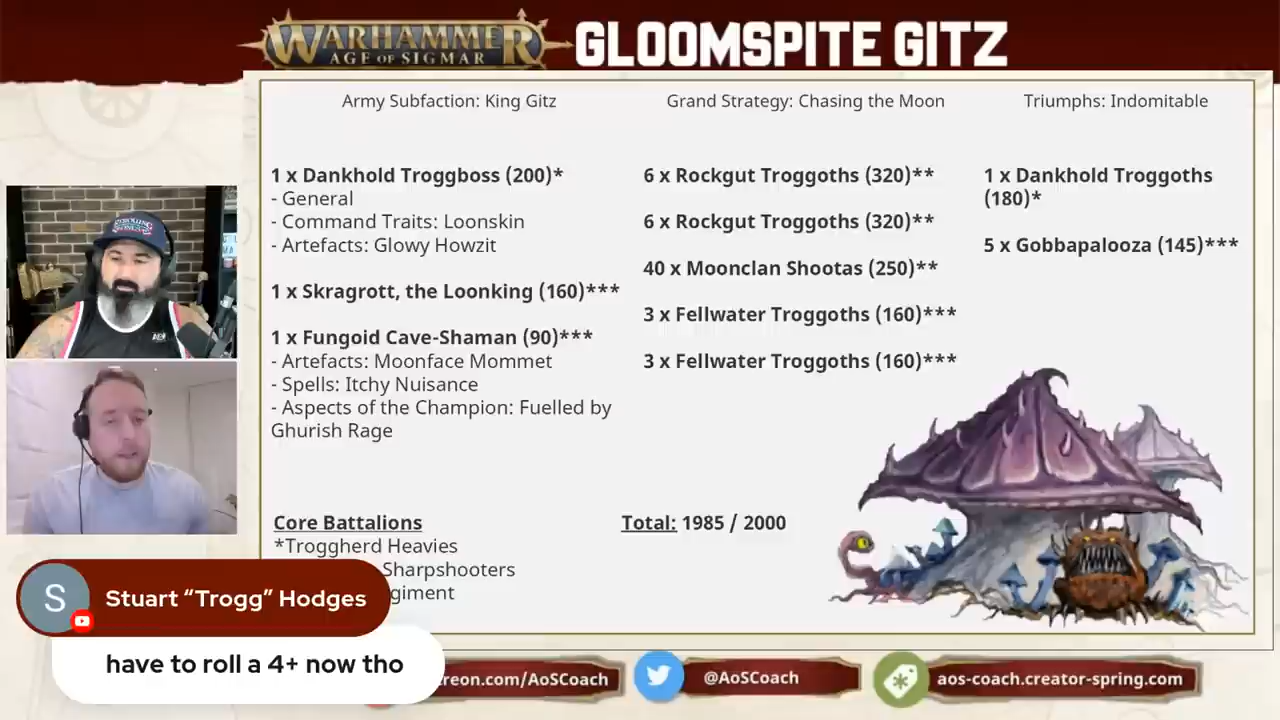 WARHAMMER
AGE OF SIGMAR
GLOOMSPITE GITZ
Army Subfaction: King Gitz
Grand Strategy: Chasing the Moon
Triumphs: Indomitable
1 x Dankhold Troggboss (200)*
- General
- Command Traits: Loonskin
- Artefacts: Glowy Howzit
1 x Skragrott, the Loonking (160)***
1 x Fungoid Cave-Shaman (90)***
- Artefacts: Moonface Mommet
- Spells: Itchy Nuisance
- Aspects of the Champion: Fuelled by
Ghurish Rage
6 x Rockgut Troggoths (320)**
6 x Rockgut Troggoths (320)**
40 x Moonclan Shootas (250)**
3 x Fellwater Troggoths (160)***
3 x Fellwater Troggoths (160)***
1 x Dankhold Troggoths
(180)*
5 x Gobbapalooza (145)***
Core Battalions
*Troggherd Heavies
Sharpshooters
giment
Total: 1985 / 2000
S
Stuart “Trogg” Hodges
have to roll a 4+ now tho
reon.com/AoSCoach
@AoSCoach
aos-coach.creator-spring.com